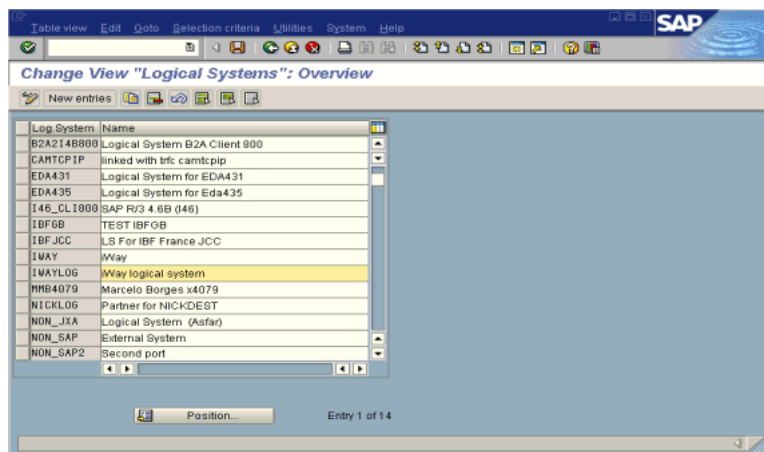 Table view Edit Goto Selection criteria Utilities System Help
SAP
Change View "Logical Systems": Overview
New entries
Log.System Name
B2A2I4B800 Logical System B2A Client 800
CAMTCPIP linked with trfc camtcpip
EDA431 Logical System for EDA431
EDA435 Logical System for Eda435
I46_CLI800 SAP R/3 4.6B (I46)
IBFGB TEST IBFGB
IBFJCC LS For IBF France JCC
IWAY iWay
IWAYLOG iWay logical system
MMB4079 Marcelo Borges x4079
NICKLOG Partner for NICKDEST
NON_JXA Logical System (Asfar)
NON_SAP External System
NON_SAP2 Second port
Position... Entry 1 of 14